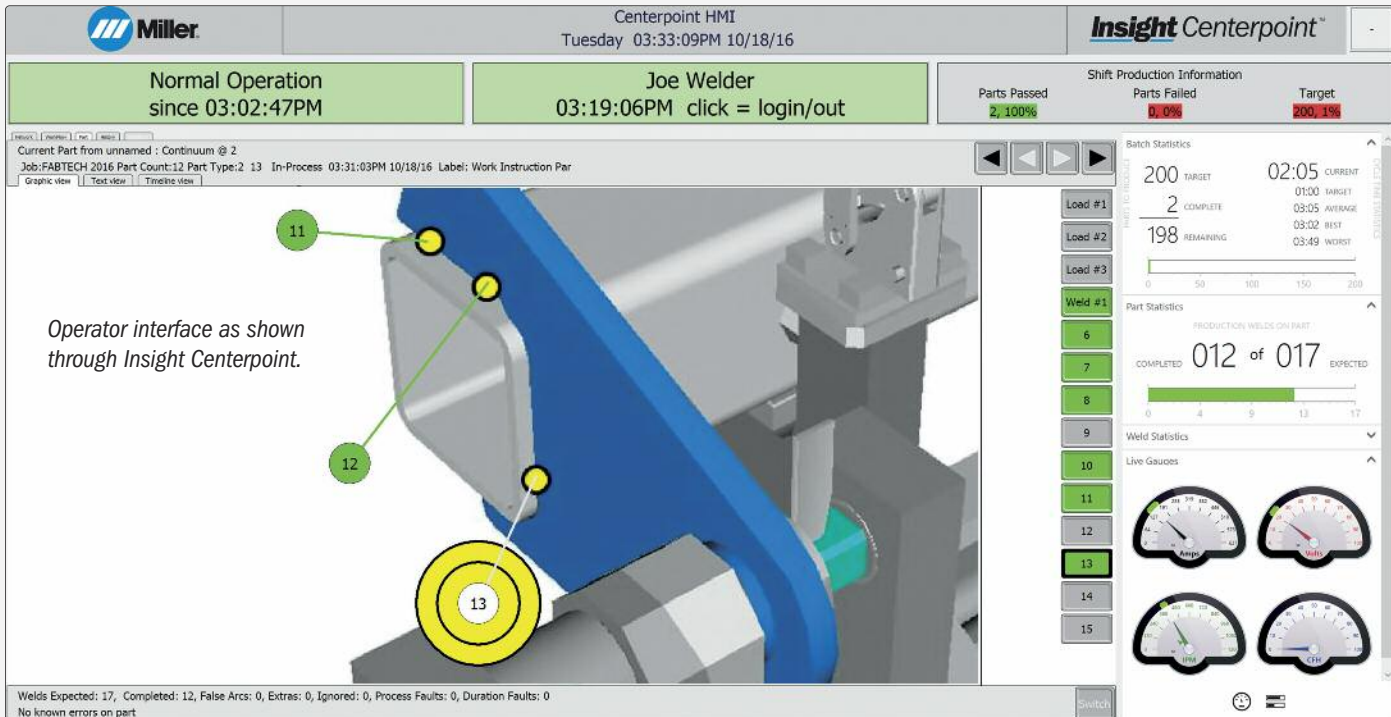 Miller
Centerpoint HMI
Tuesday 03:33:09PM 10/18/16
Insight Centerpoint™
-
Normal Operation
since 03:02:47PM
Joe Welder
03:19:06PM click = login/out
Shift Production Information
Parts Passed Parts Failed Target
2, 100% 0, 0% 200, 1%
Current Part from unnamed : Continuum @ 2
Job:FABTECH 2016 Part Count:12 Part Type:2 13 In-Process 03:31:03PM 10/18/16 Label: Work Instruction Par
Graphic view Text view Timeline view
11
12
13
Operator interface as shown
through Insight Centerpoint.
Load #1
Load #2
Load #3
Weld #1
6
7
8
9
10
11
12
13
14
15
Batch Statistics
PARTS TO PRODUCE
200 TARGET
2 COMPLETE
198 REMAINING
02:05 CURRENT
01:00 TARGET
03:05 AVERAGE
03:02 BEST
03:49 WORST
CYCLE TIME STATISTICS
0 50 100 150 200
Part Statistics
PRODUCTION WELDS ON PART
COMPLETED 012 of 017 EXPECTED
0 4 9 13 17
Weld Statistics
Live Gauges
Amps
Volts
IPM
CFH
Welds Expected: 17, Completed: 12, False Arcs: 0, Extras: 0, Ignored: 0, Process Faults: 0, Duration Faults: 0
No known errors on part
Switch